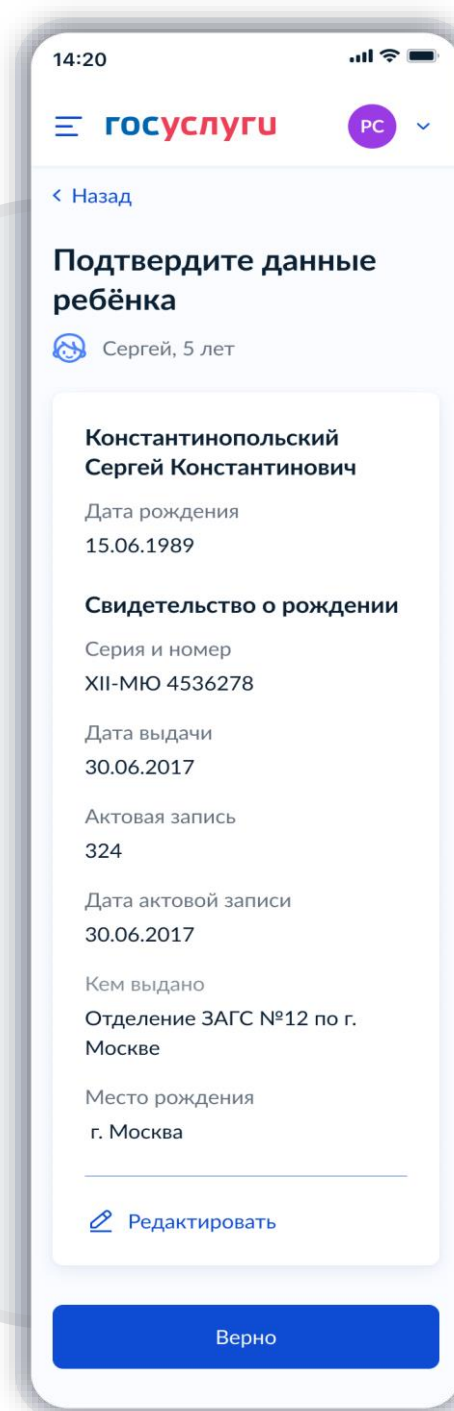 14:20
госуслуги
РС
Назад
Подтвердите данные
ребёнка
Сергей, 5 лет
Константинопольский
Сергей Константинович
Дата рождения
15.06.1989
Свидетельство о рождении
Серия и номер
XII-МЮ 4536278
Дата выдачи
30.06.2017
Актовая запись
324
Дата актовой записи
30.06.2017
Кем выдано
Отделение ЗАГС №12 по г.
Москве
Место рождения
г. Москва
Редактировать
Верно